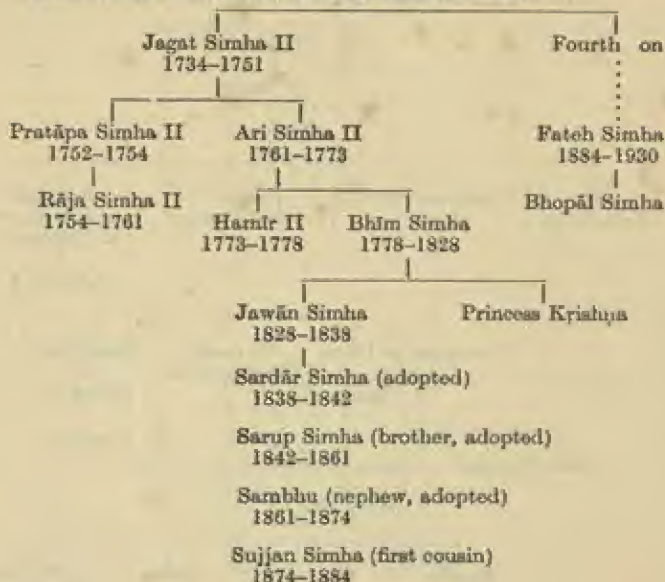 Jagat Simha II Fourth on
1734–1751
Pratāpa Simha II Ari Simha II Fateh Simha
1752–1754 1761–1773 1884–1930
Rāja Simha II Hamīr II Bhīm Simha Bhopāl Simha
1754–1761 1773–1778 1778–1828
Jawān Simha Princess Kṛishṇa
1828–1838
Sardār Simha (adopted)
1838–1842
Sarup Simha (brother, adopted)
1842–1861
Sambhu (nephew, adopted)
1861–1874
Sujjan Simha (first cousin)
1874–1884